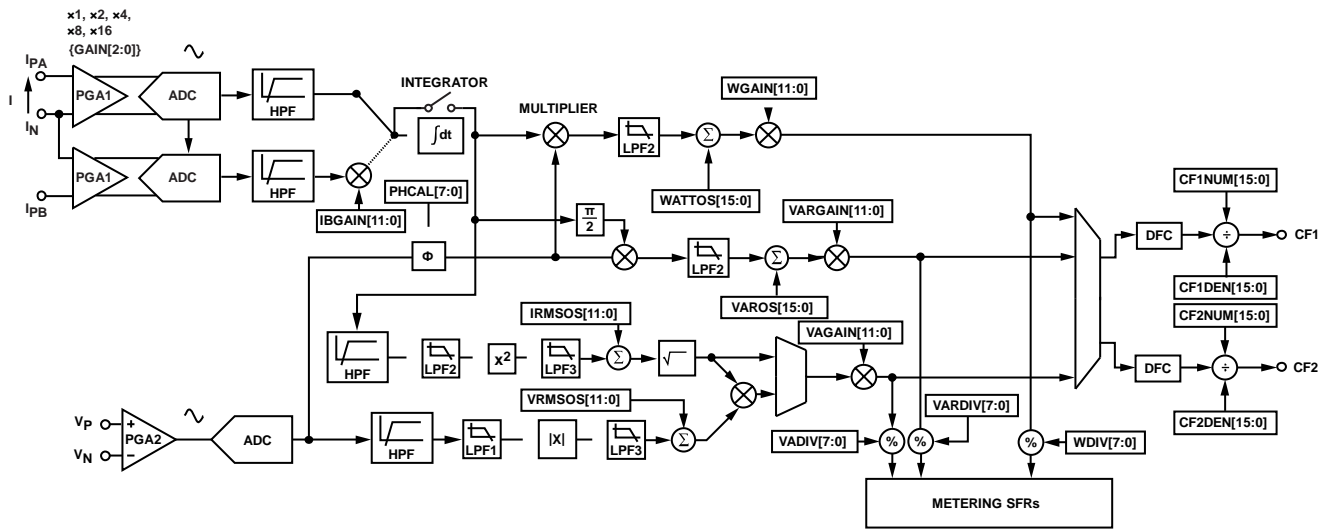 ×1, ×2, ×4,
×8, ×16
{GAIN[2:0]}
IPA
I
IN
IPB
PGA1
ADC
HPF
PGA1
ADC
HPF
IBGAIN[11:0]
INTEGRATOR
∫dt
MULTIPLIER
PHCAL[7:0]
Φ
π
2
LPF2
Σ
WATTOS[15:0]
WGAIN[11:0]
LPF2
Σ
VAROS[15:0]
VARGAIN[11:0]
HPF
LPF2
X2
LPF3
IRMSOS[11:0]
Σ
√
VAGAIN[11:0]
VP
VN
+
−
PGA2
ADC
HPF
LPF1
|X|
LPF3
VRMSOS[11:0]
Σ
VADIV[7:0]
%
%
VARDIV[7:0]
%
WDIV[7:0]
METERING SFRs
CF1NUM[15:0]
DFC
÷
CF1
CF1DEN[15:0]
CF2NUM[15:0]
DFC
÷
CF2
CF2DEN[15:0]